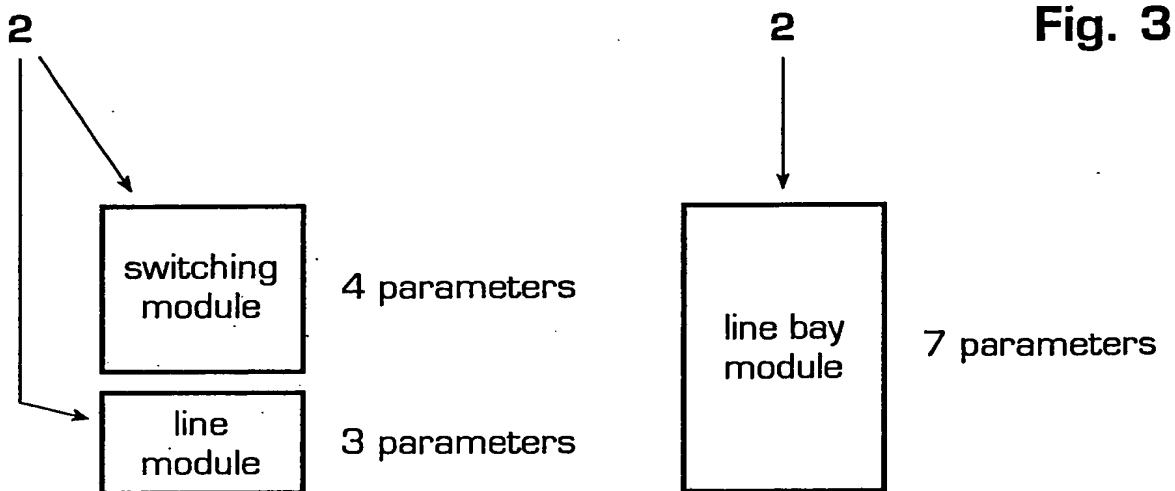 2
2
Fig. 3
switching
module
4 parameters
line
module
3 parameters
line bay
module
7 parameters